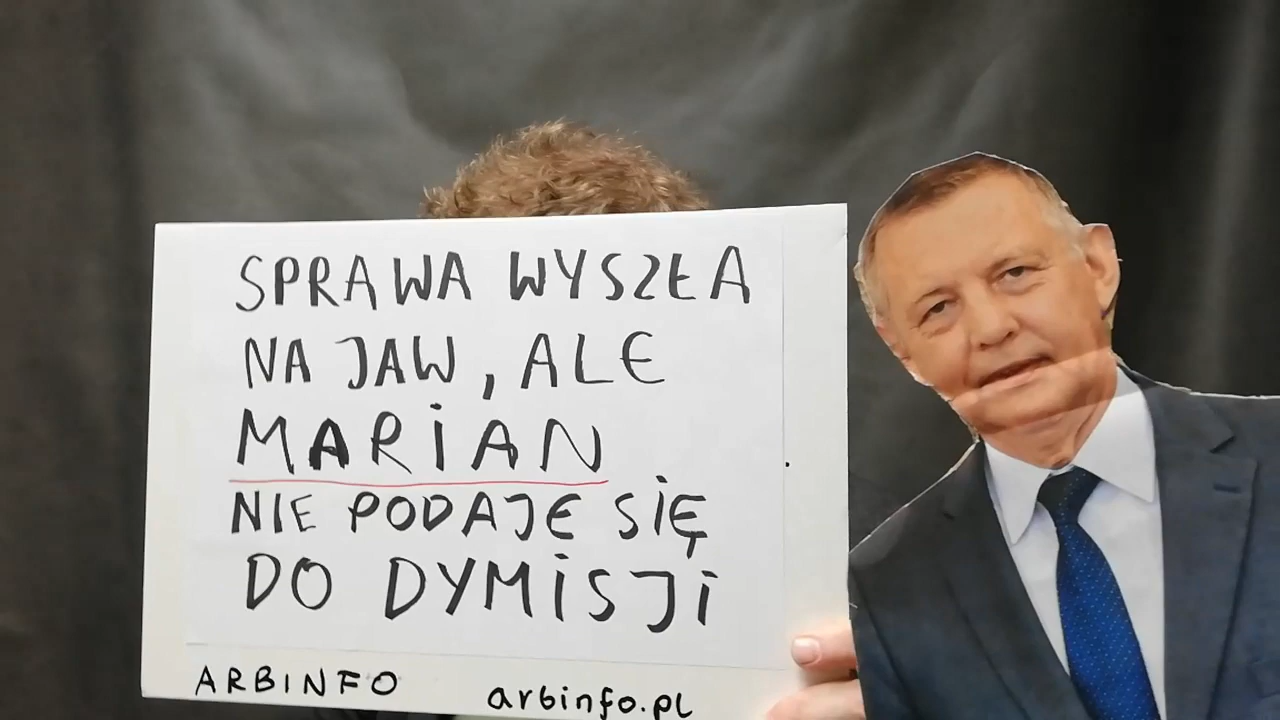 SPRAWA WYSZŁA
NA JAW, ALE
MARiAN
NIE PODAJE SiĘ
DO DYMiSJi
ARBINFO
arbinfo.pl